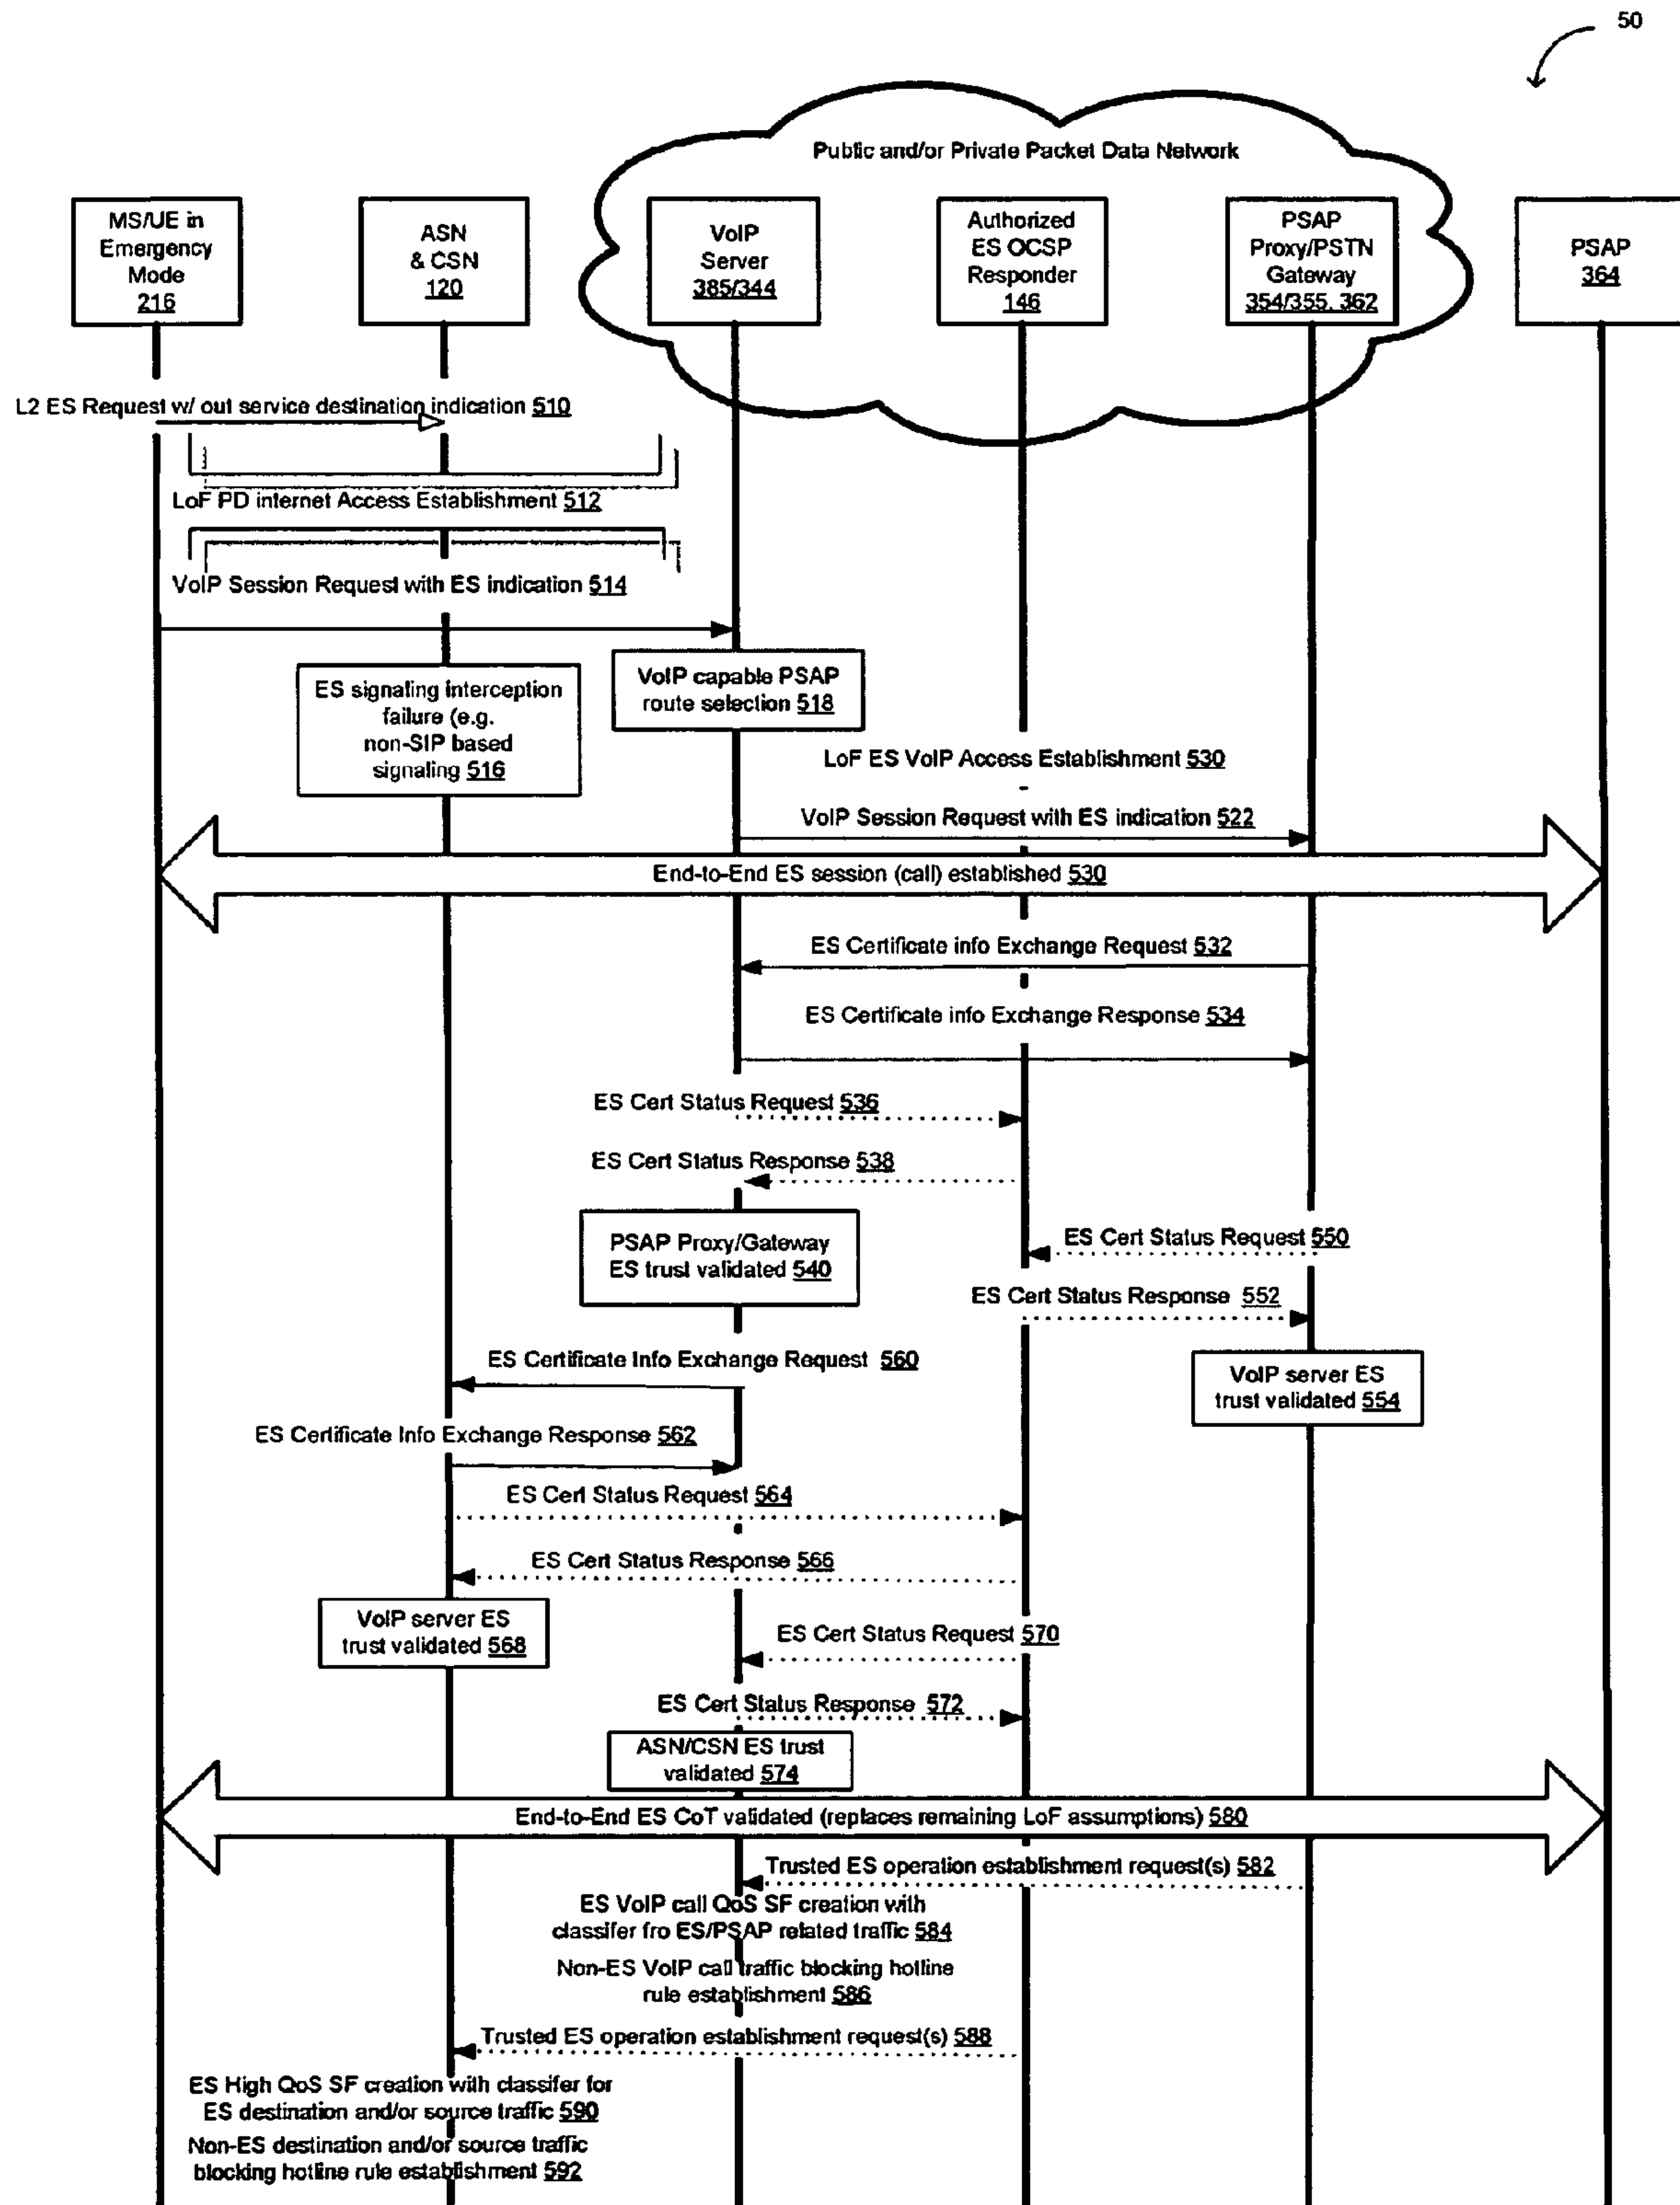 50
Public and/or Private Packet Data Network
MS/UE in
Emergency
Mode
216
ASN
& CSN
120
VoIP
Server
385/344
Authorized
ES OCSP
Responder
146
PSAP
Proxy/PSTN
Gateway
354/355, 362
PSAP
364
L2 ES Request w/ out service destination indication 510
LoF PD internet Access Establishment 512
VoIP Session Request with ES indication 514
ES signaling interception
failure (e.g.
non-SIP based
signaling 516
VoIP capable PSAP
route selection 518
LoF ES VoIP Access Establishment 530
VoIP Session Request with ES indication 522
End-to-End ES session (call) established 530
ES Certificate info Exchange Request 532
ES Certificate info Exchange Response 534
ES Cert Status Request 536
ES Cert Status Response 538
PSAP Proxy/Gateway
ES trust validated 540
ES Cert Status Request 550
ES Cert Status Response 552
VoIP server ES
trust validated 554
ES Certificate Info Exchange Request 560
ES Certificate Info Exchange Response 562
ES Cert Status Request 564
ES Cert Status Response 566
VoIP server ES
trust validated 568
ES Cert Status Request 570
ES Cert Status Response 572
ASN/CSN ES trust
validated 574
End-to-End ES CoT validated (replaces remaining LoF assumptions) 580
Trusted ES operation establishment request(s) 582
ES VoIP call QoS SF creation with
classifer fro ES/PSAP related traffic 584
Non-ES VoIP call traffic blocking hotline
rule establishment 586
Trusted ES operation establishment request(s) 588
ES High QoS SF creation with classifer for
ES destination and/or source traffic 590
Non-ES destination and/or source traffic
blocking hotline rule establishment 592